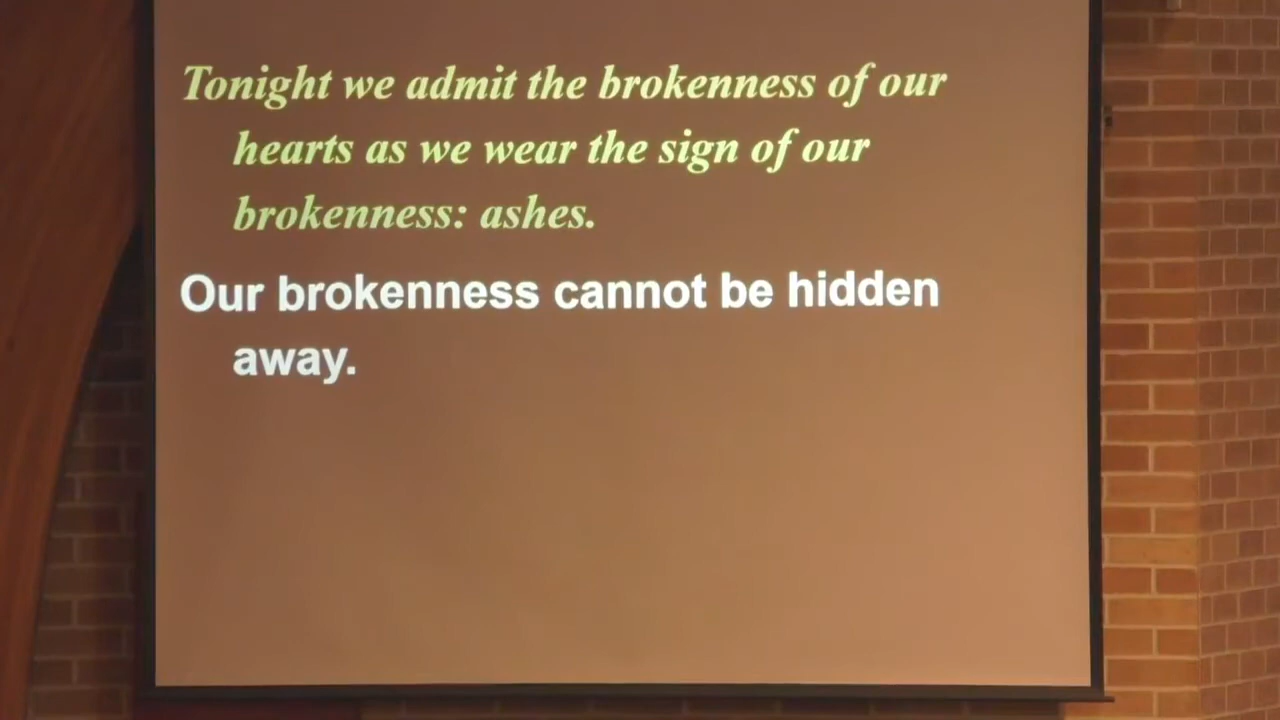 Tonight we admit the brokenness of our
hearts as we wear the sign of our
brokenness: ashes.
Our brokenness cannot be hidden
away.